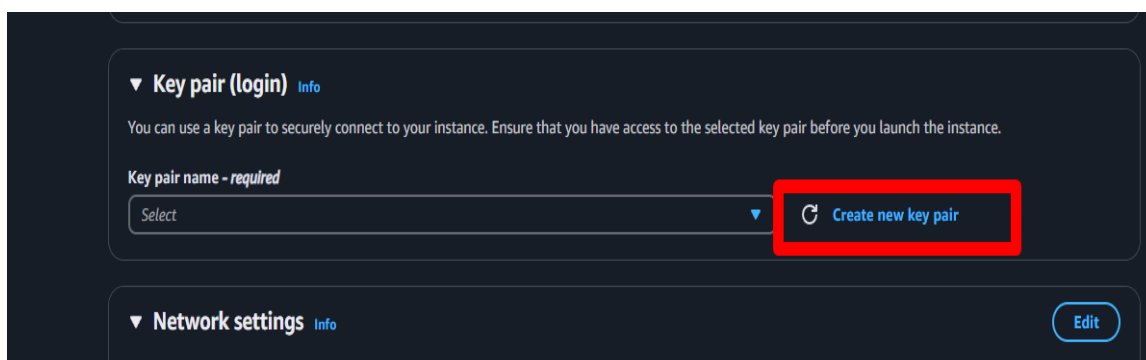 Key pair (login) Info
You can use a key pair to securely connect to your instance. Ensure that you have access to the selected key pair before you launch the instance.
Key pair name - required
Select
Create new key pair
Network settings Info
Edit